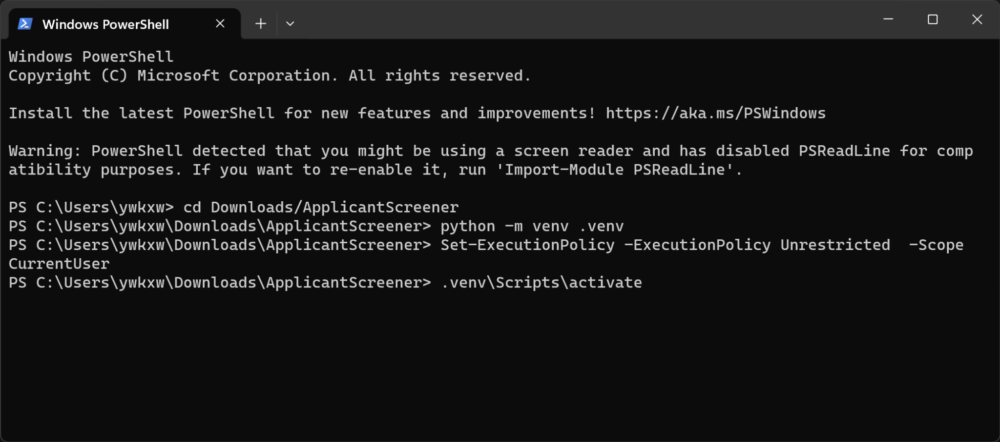 Windows PowerShell
Windows PowerShell
Copyright (C) Microsoft Corporation. All rights reserved.
Install the latest PowerShell for new features and improvements! https://aka.ms/PSWindows
Warning: PowerShell detected that you might be using a screen reader and has disabled PSReadLine for comp
atibility purposes. If you want to re-enable it, run 'Import-Module PSReadLine'.
PS C:\Users\ywkxw> cd Downloads/ApplicantScreener
PS C:\Users\ywkxw\Downloads\ApplicantScreener> python -m venv .venv
PS C:\Users\ywkxw\Downloads\ApplicantScreener> Set-ExecutionPolicy -ExecutionPolicy Unrestricted  -Scope
CurrentUser
PS C:\Users\ywkxw\Downloads\ApplicantScreener> .venv\Scripts\activate